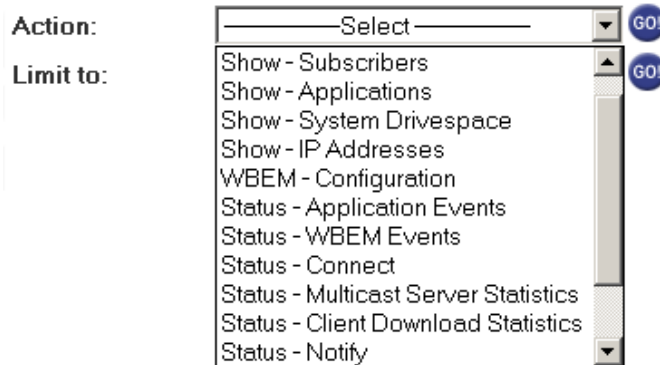 Action: ————Select———— GO!
Limit to: GO!
Show - Subscribers
Show - Applications
Show - System Drivespace
Show - IP Addresses
WBEM - Configuration
Status - Application Events
Status - WBEM Events
Status - Connect
Status - Multicast Server Statistics
Status - Client Download Statistics
Status - Notify